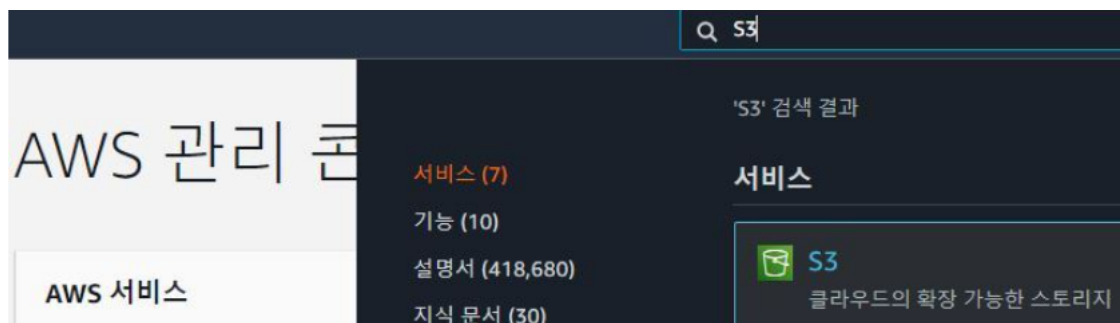 S3
'S3' 검색 결과
AWS 관리 콘
서비스 (7)
기능 (10)
설명서 (418,680)
지식 문서 (30)
서비스
S3
클라우드의 확장 가능한 스토리지
AWS 서비스